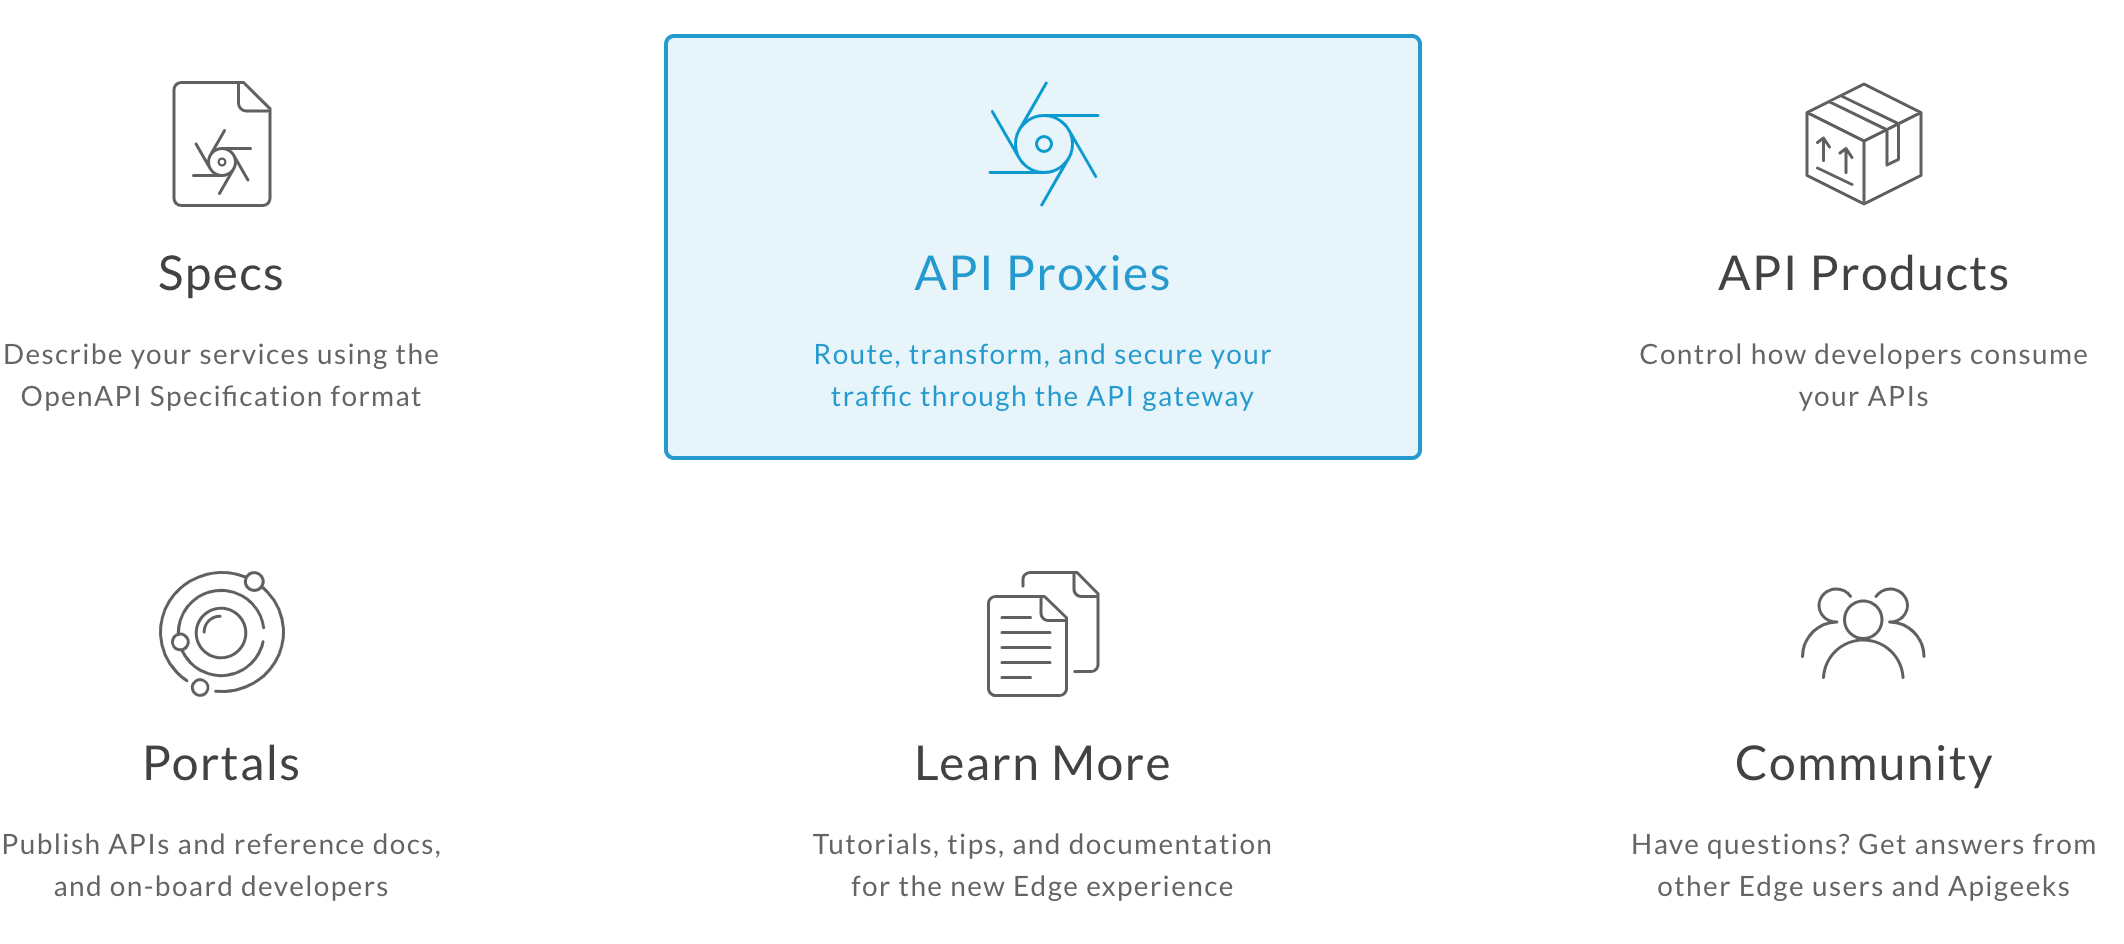 Specs
Describe your services using the
OpenAPI Specification format
API Proxies
Route, transform, and secure your
traffic through the API gateway
API Products
Control how developers consume
your APIs
Portals
Publish APIs and reference docs,
and on-board developers
Learn More
Tutorials, tips, and documentation
for the new Edge experience
Community
Have questions? Get answers from
other Edge users and Apigeeks